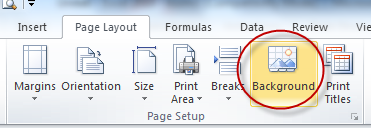 Insert Page Layout Formulas Data Review Vie
Margins Orientation Size Print Area Breaks Background Print Titles
Page Setup